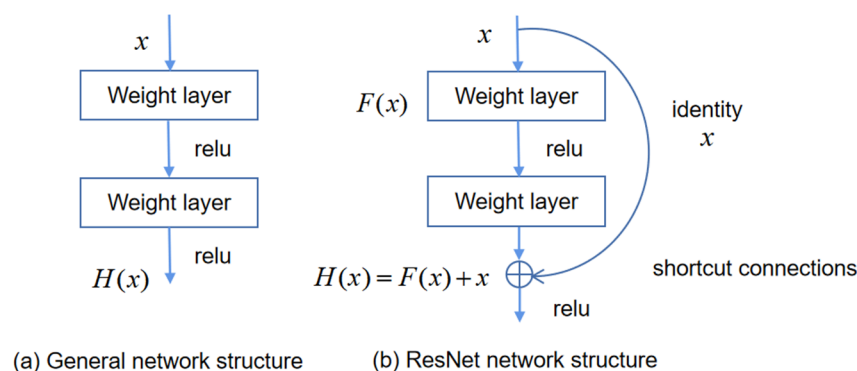 x
Weight layer
relu
Weight layer
relu
H(x)
(a) General network structure
x
F(x)
Weight layer
relu
Weight layer
identity
x
shortcut connections
H(x) = F(x) + x
relu
(b) ResNet network structure